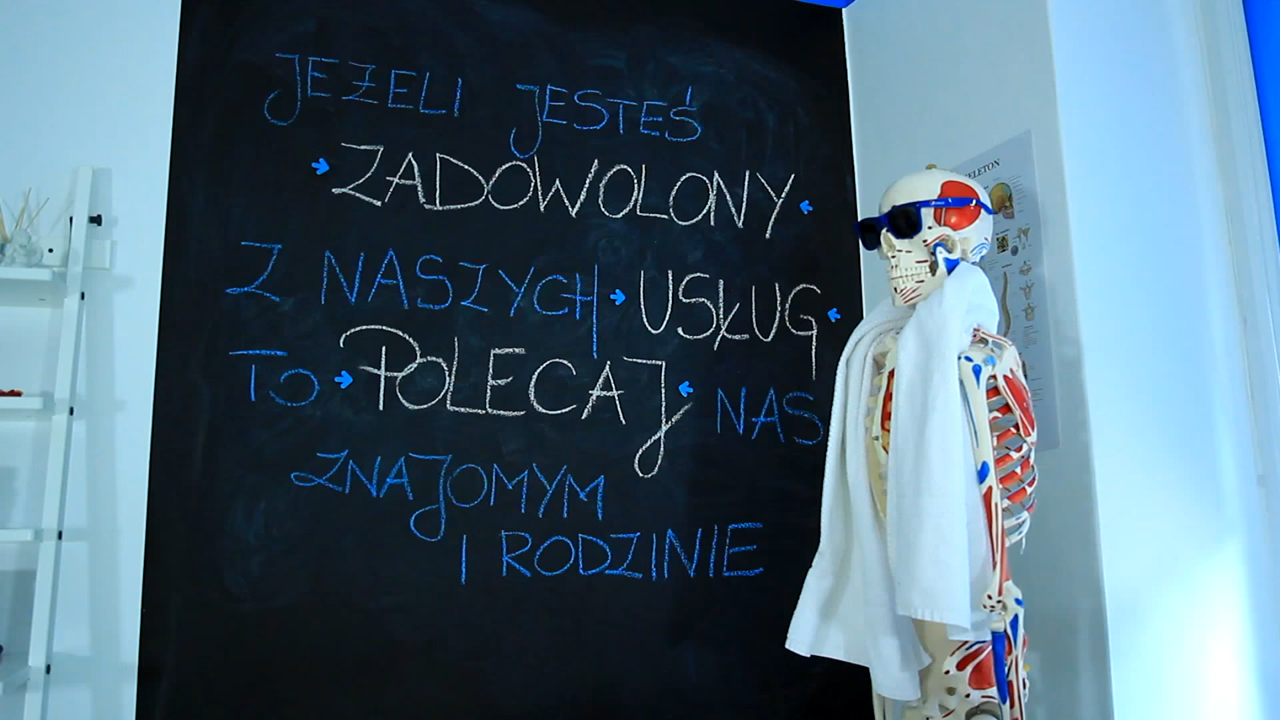 JEŻELI JESTEŚ
ZADOWOLONY
Z NASZYCH USŁUG
TO POLECAJ NAS
ZNAJOMYM
I RODZINIE